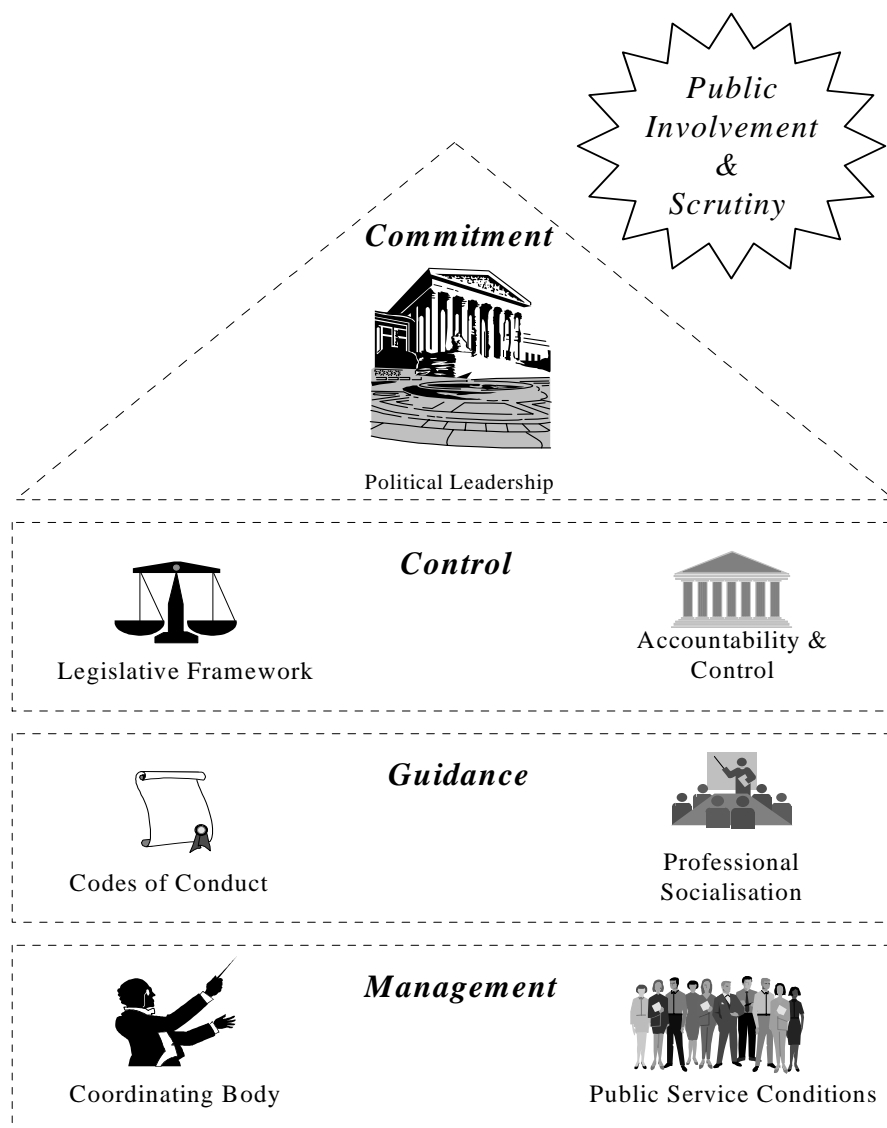 Public
Involvement
&
Scrutiny
Commitment
Political Leadership
Control
Legislative Framework
Accountability &
Control
Guidance
Codes of Conduct
Professional
Socialisation
Management
Coordinating Body
Public Service Conditions